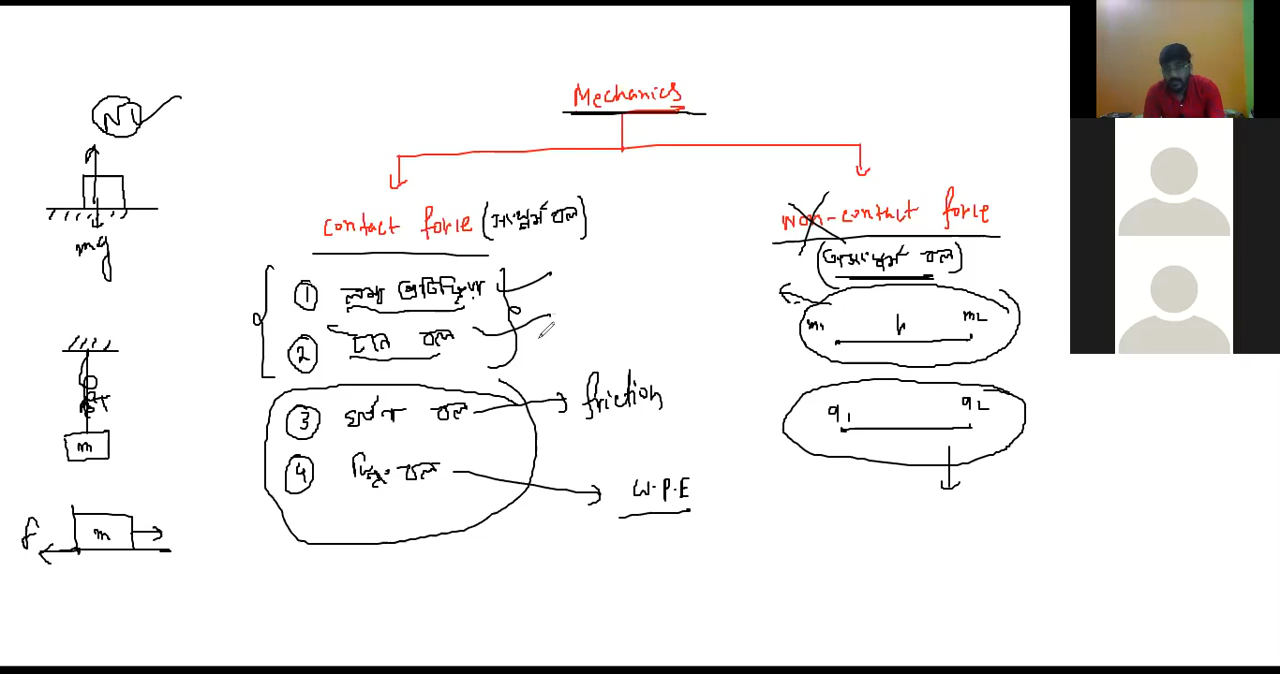 Mechanics
N
mg
Contact force (সংস্পর্শ বল)
① লম্ব প্রতিক্রিয়া
② টান বল
③ ঘর্ষণ বল → friction
④ স্প্রিং বল → W.P.E
Non-contact force
(অসংস্পর্শ বল)
m₁ r m₂
q₁ q₂
T
m
f m